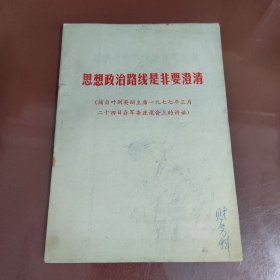 思想政治路线是非要澄清
(摘自叶剑英副主席一九七七年三月
二十四日在军委座谈会上的讲话)